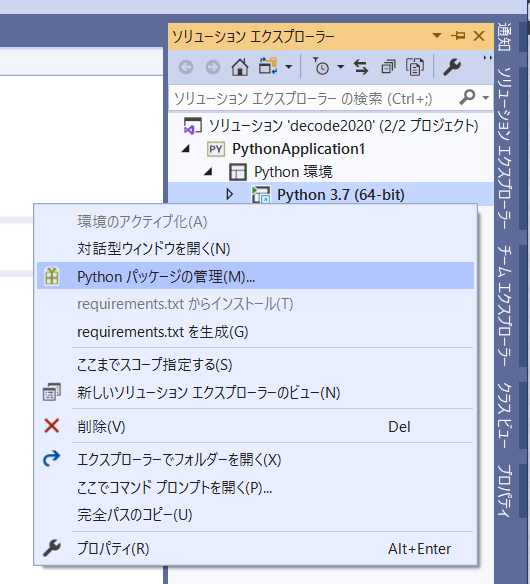 ソリューション エクスプローラー
ソリューション エクスプローラー の検索 (Ctrl+;)
ソリューション 'decode2020' (2/2 プロジェクト)
PY PythonApplication1
Python 環境
Python 3.7 (64-bit)
環境のアクティブ化(A)
対話型ウィンドウを開く(N)
Python パッケージの管理(M)...
requirements.txt からインストール(T)
requirements.txt を生成(G)
ここまでスコープ指定する(S)
新しいソリューション エクスプローラーのビュー(N)
削除(V) Del
エクスプローラーでフォルダーを開く(X)
ここでコマンド プロンプトを開く(P)...
完全パスのコピー(U)
プロパティ(R) Alt+Enter
通知
ソリューション エクスプローラー
チーム エクスプローラー
クラス ビュー
プロパティ